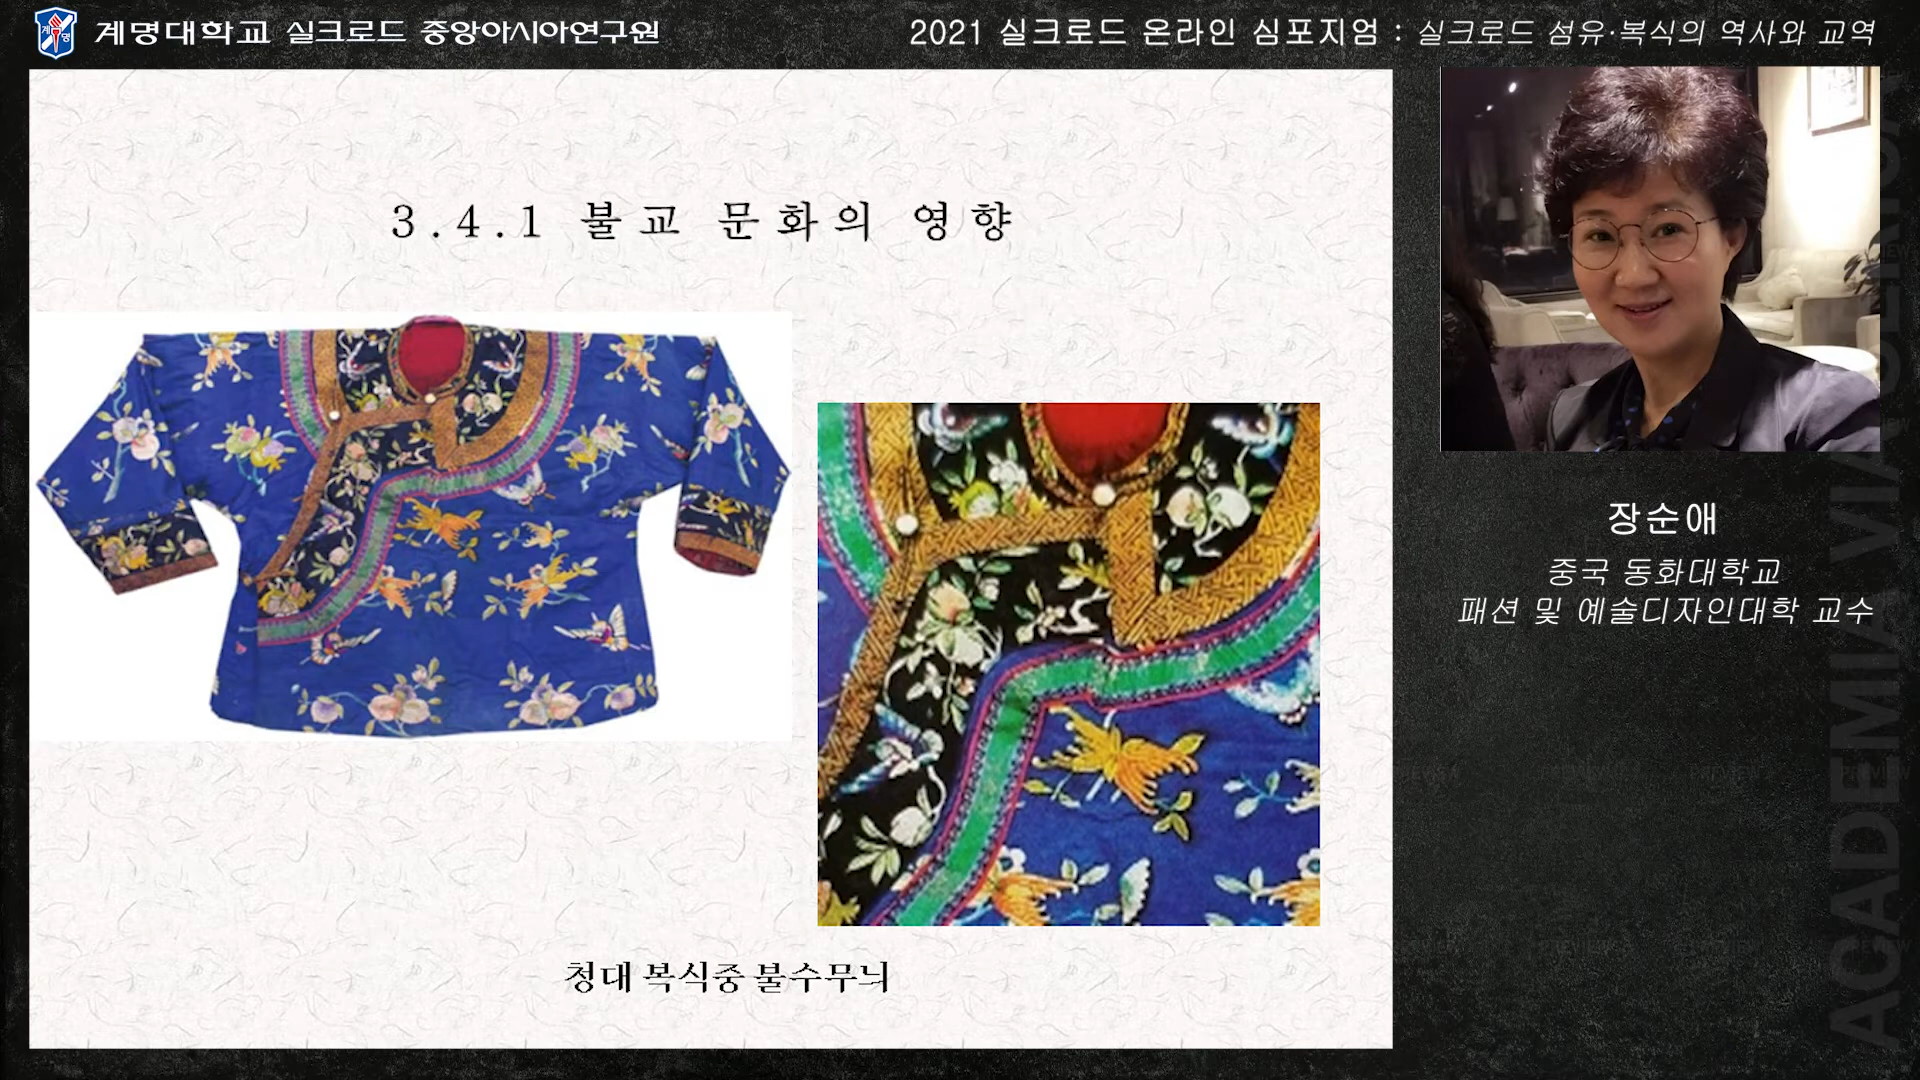 계명대학교 실크로드 중앙아시아연구원
2021 실크로드 온라인 심포지엄 : 실크로드 섬유·복식의 역사와 교역
3.4.1 불교 문화의 영향
청대 복식중 불수무늬
장순애
중국 동화대학교
패션 및 예술디자인대학 교수
ACADEMIA VIA SERICA